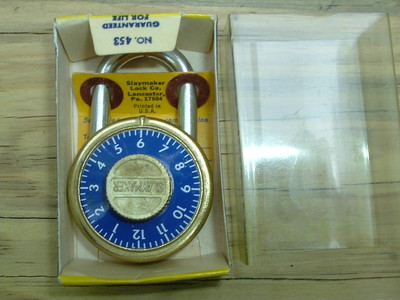 GUARANTEED
FOR LIFE
NO. 453
Slaymaker
Lock Co.
Lancaster,
Pa. 17604
Printed in
U.S.A.
SLAYMAKER
1
2
3
4
5
6
7
8
9
10
11
12